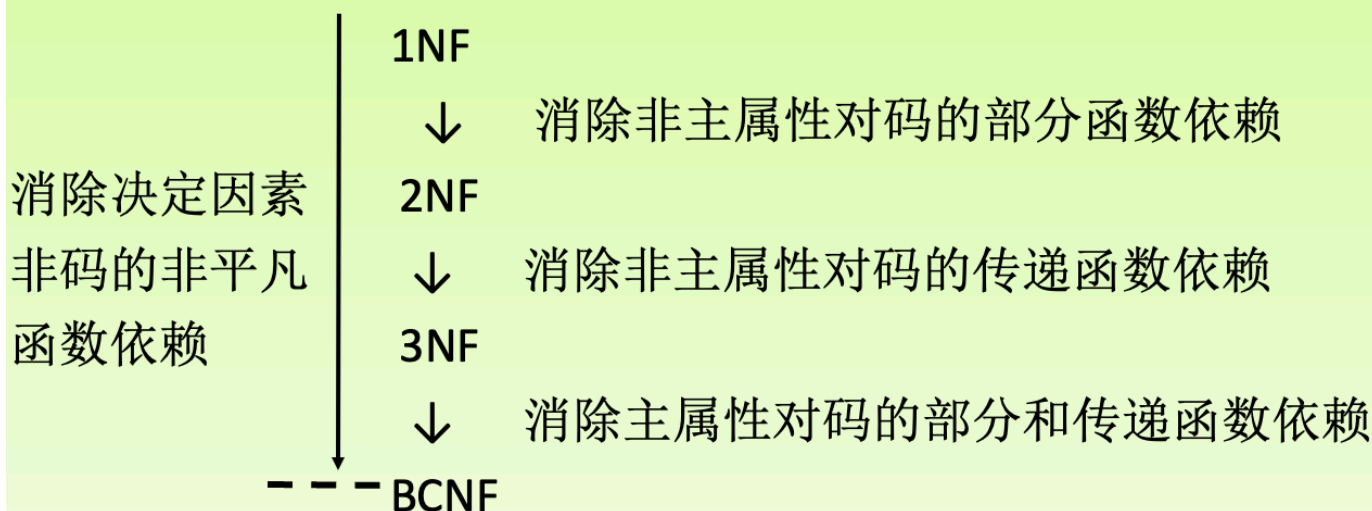 1NF
↓ 消除非主属性对码的部分函数依赖
消除决定因素 2NF
非码的非平凡 ↓ 消除非主属性对码的传递函数依赖
函数依赖 3NF
↓ 消除主属性对码的部分和传递函数依赖
BCNF